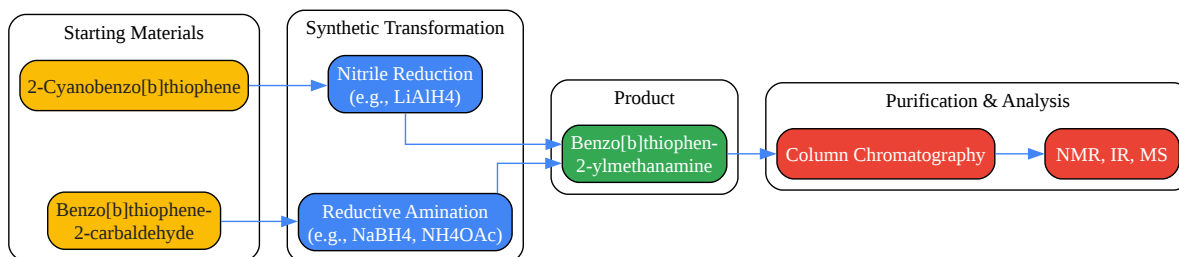 Starting Materials
2-Cyanobenzo[b]thiophene
Benzo[b]thiophene-
2-carbaldehyde
Synthetic Transformation
Nitrile Reduction
(e.g., LiAlH4)
Reductive Amination
(e.g., NaBH4, NH4OAc)
Product
Benzo[b]thiophen-
2-ylmethanamine
Purification & Analysis
Column Chromatography
NMR, IR, MS